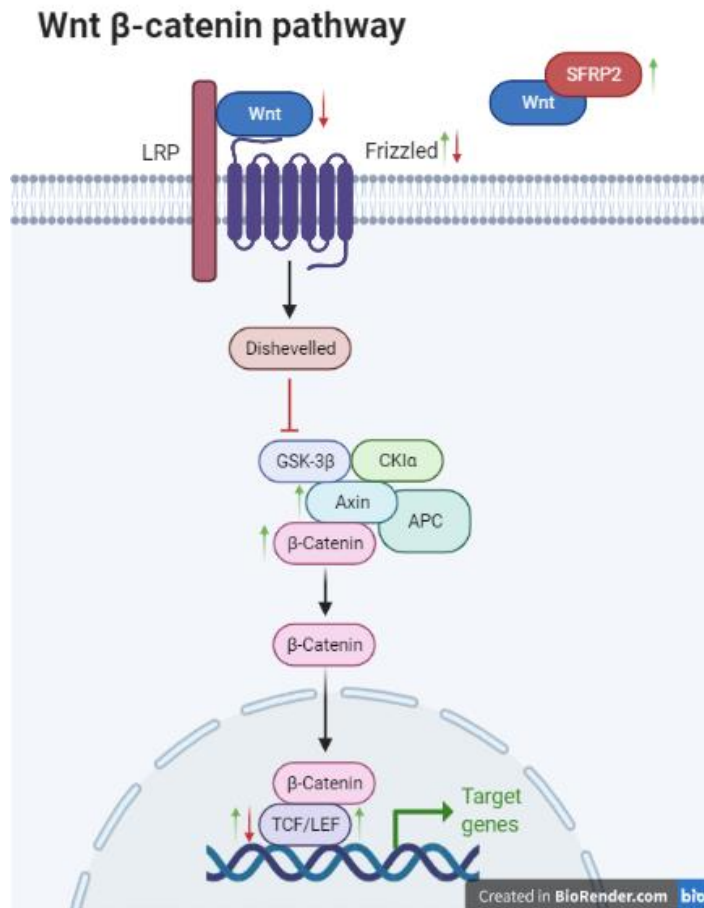 Wnt β-catenin pathway
SFRP2
Wnt
Wnt
LRP
Frizzled
Dishevelled
GSK-3β
CKIα
Axin
APC
β-Catenin
β-Catenin
β-Catenin
TCF/LEF
Target
genes
Created in BioRender.com bio